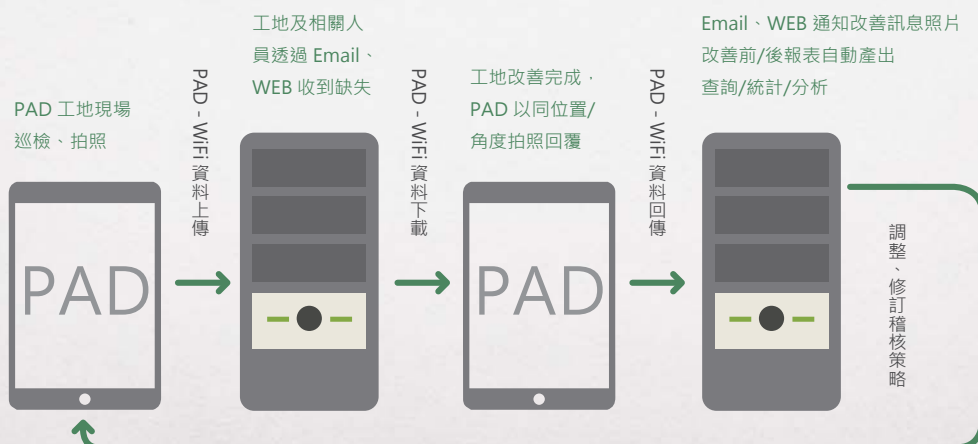 PAD 工地現場
巡檢、拍照
PAD
PAD - WiFi 資料上傳
工地及相關人
員透過 Email、
WEB 收到缺失
PAD - WiFi 資料下載
工地改善完成，
PAD 以同位置/
角度拍照回覆
PAD
PAD - WiFi 資料回傳
Email、WEB 通知改善訊息照片
改善前/後報表自動產出
查詢/統計/分析
調整、修訂稽核策略